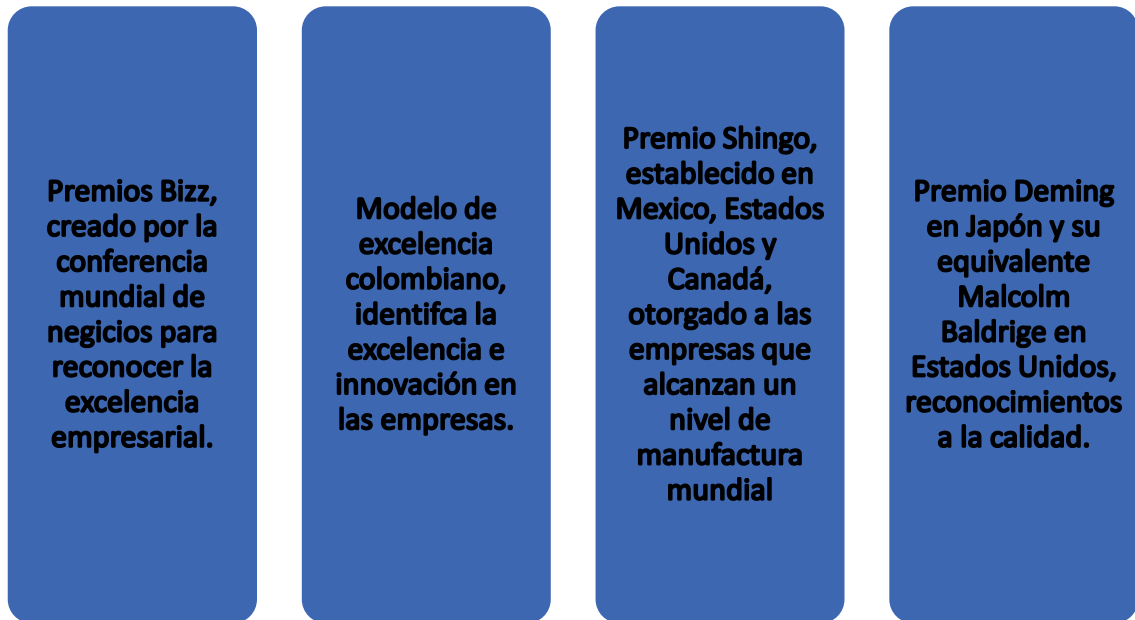 Premios Bizz,
creado por la
conferencia
mundial de
negicios para
reconocer la
excelencia
empresarial.
Modelo de
excelencia
colombiano,
identifca la
excelencia e
innovación en
las empresas.
Premio Shingo,
establecido en
Mexico, Estados
Unidos y
Canadá,
otorgado a las
empresas que
alcanzan un
nivel de
manufactura
mundial
Premio Deming
en Japón y su
equivalente
Malcolm
Baldrige en
Estados Unidos,
reconocimientos
a la calidad.